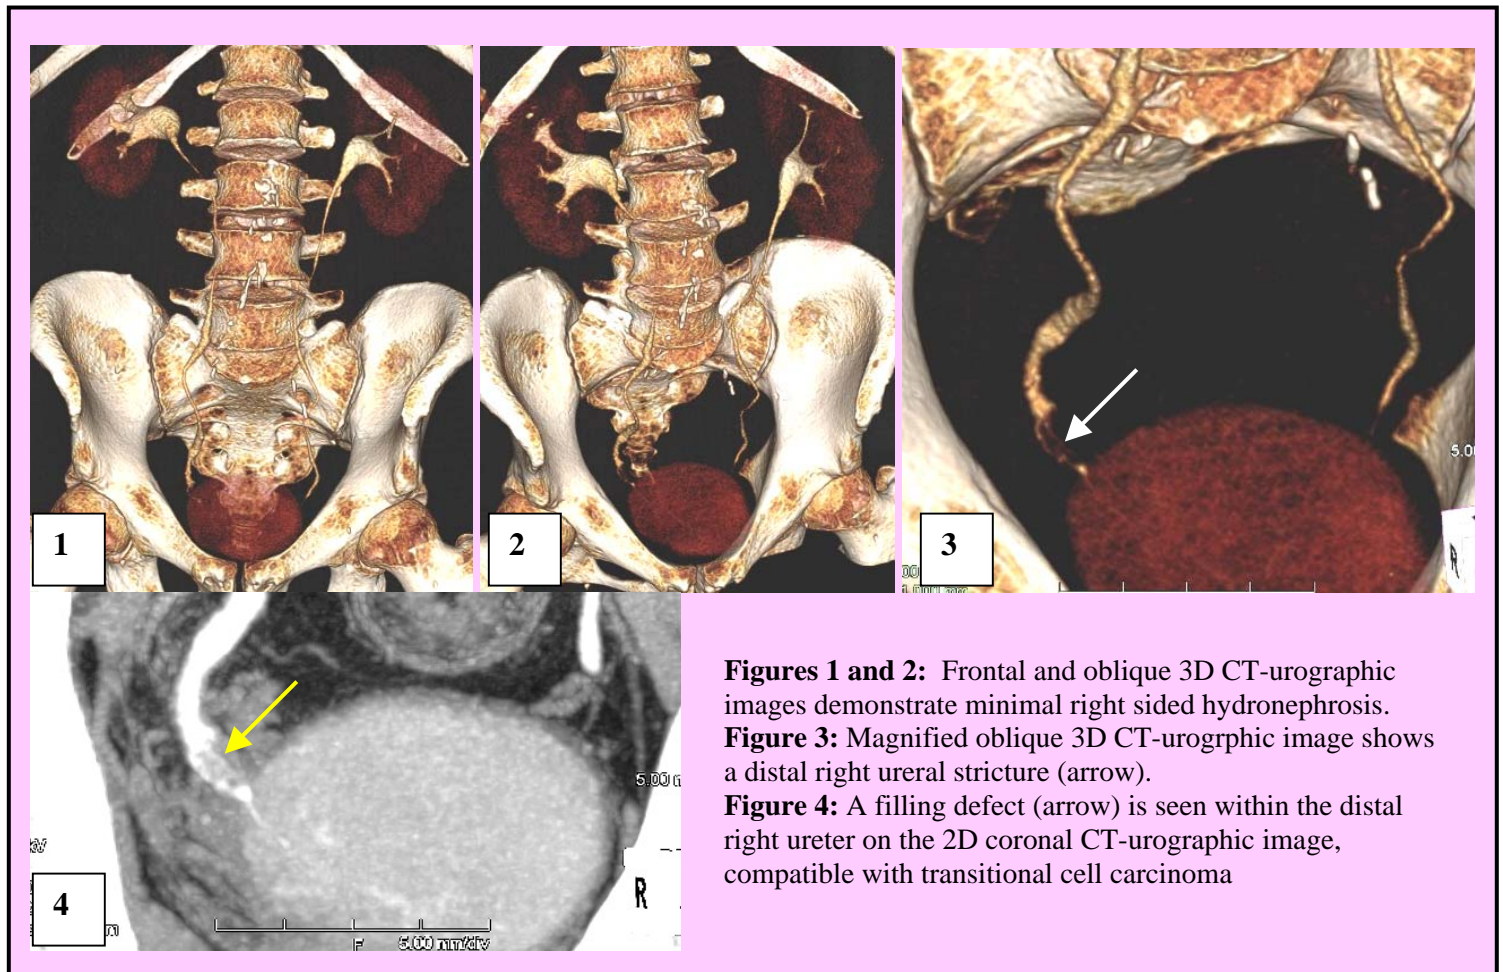 1
2
3
5.0
R
00
4
5.00
R
F
5.00 mm/div
Figures 1 and 2: Frontal and oblique 3D CT-urographic
images demonstrate minimal right sided hydronephrosis.
Figure 3: Magnified oblique 3D CT-urogrphic image shows
a distal right ureral stricture (arrow).
Figure 4: A filling defect (arrow) is seen within the distal
right ureter on the 2D coronal CT-urographic image,
compatible with transitional cell carcinoma